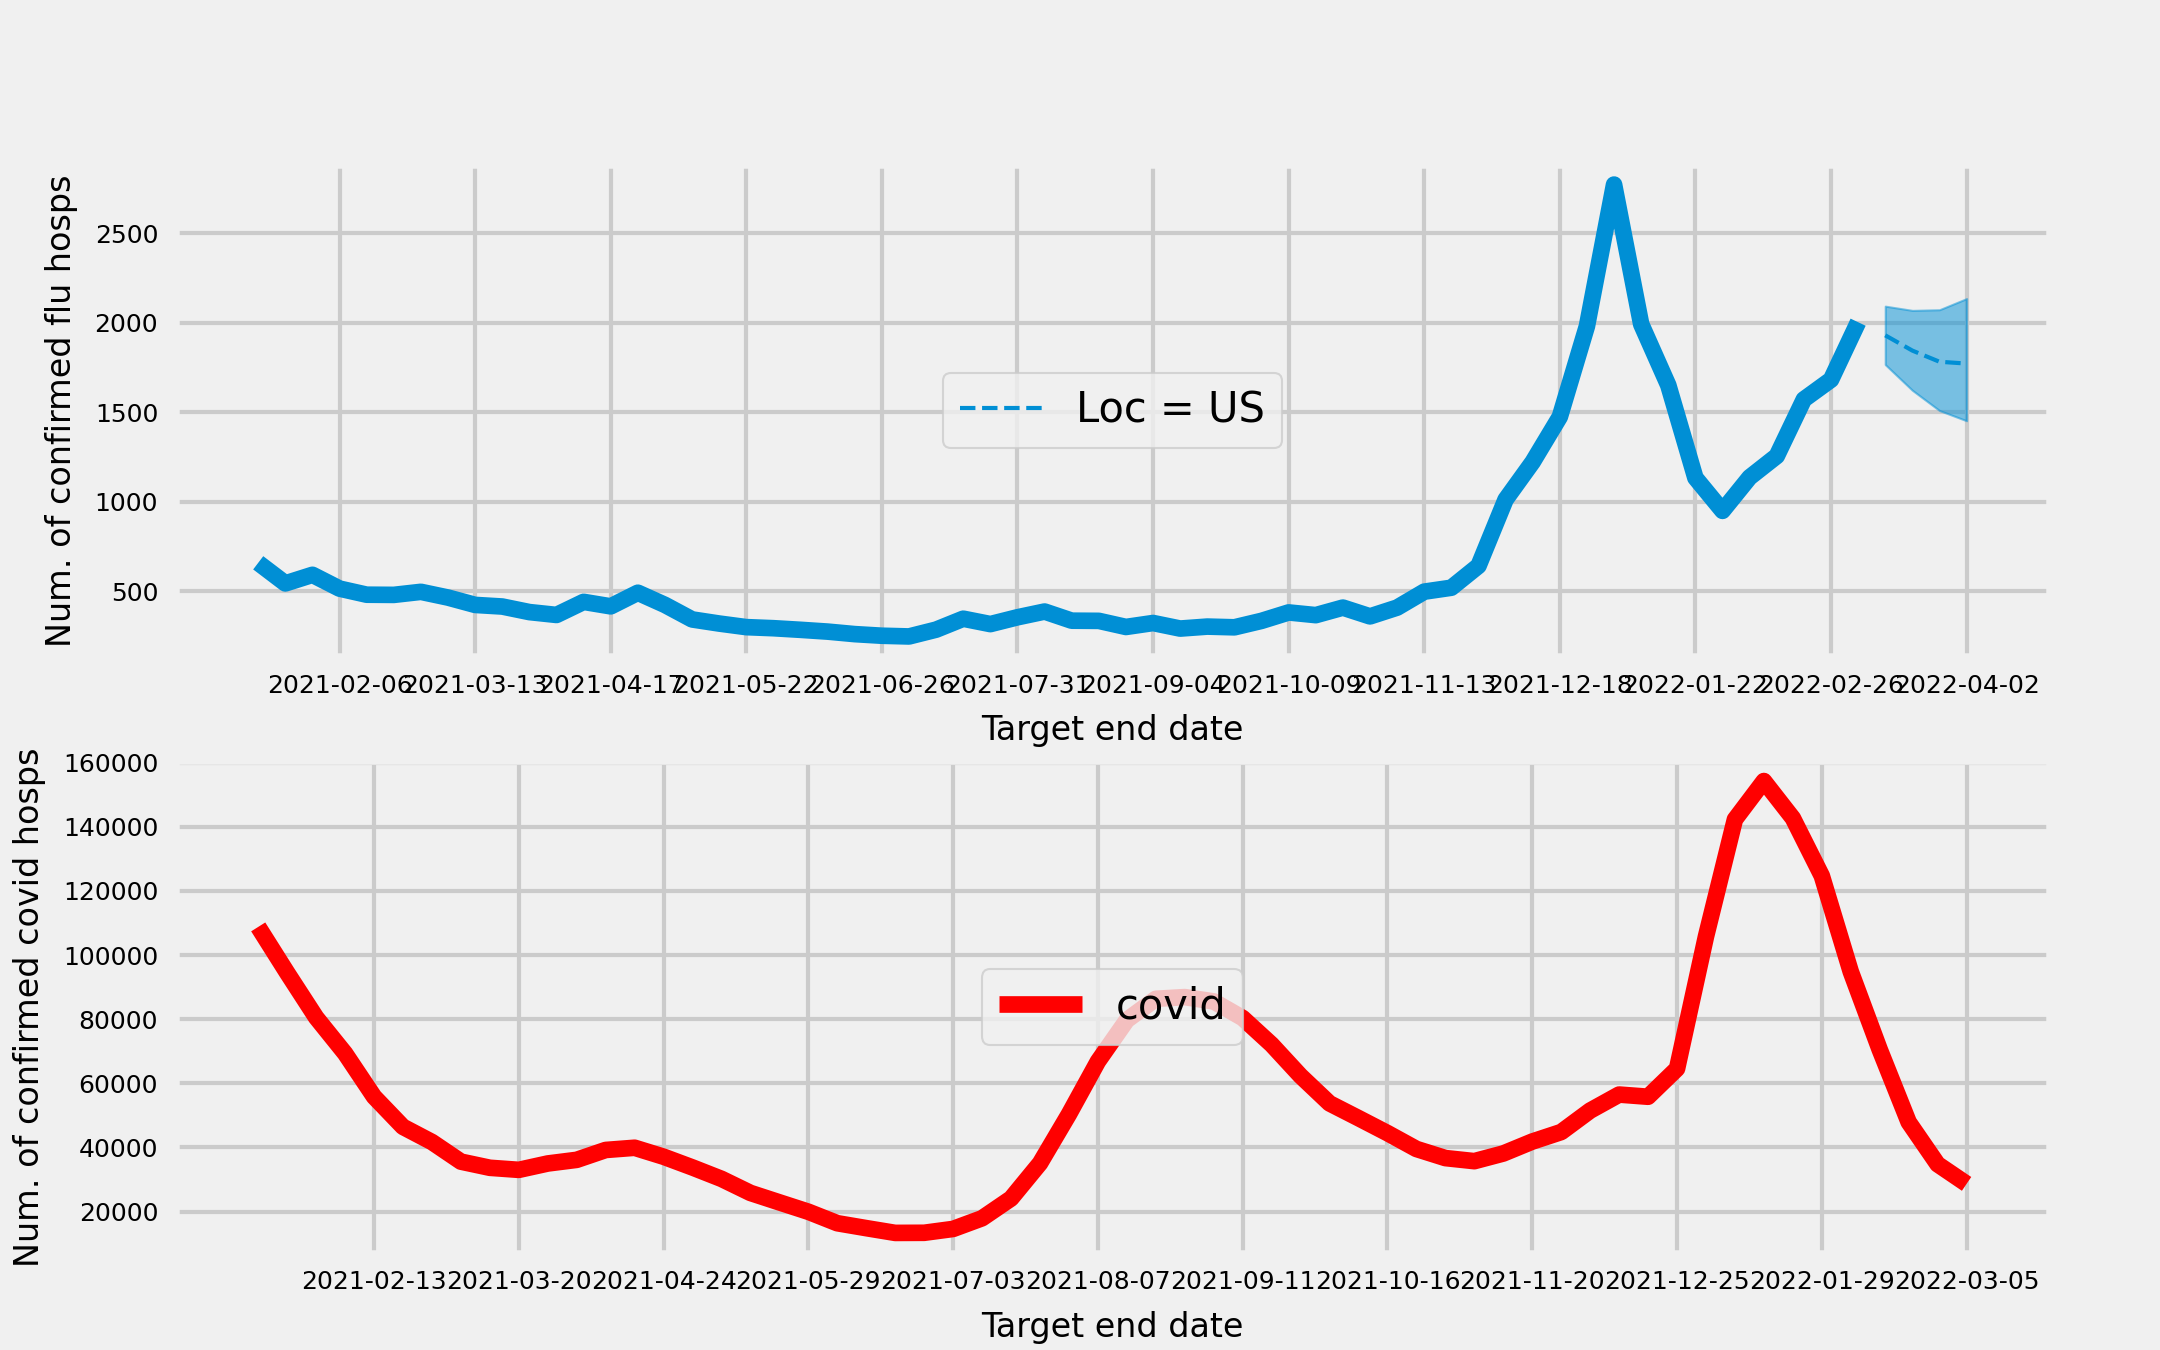 Num. of confirmed flu hosps
2500
2000
1500
1000
500
Loc = US
2021-02-06 2021-03-13 2021-04-17 2021-05-22 2021-06-26 2021-07-31 2021-09-04 2021-10-09 2021-11-13 2021-12-18 2022-01-22 2022-02-26 2022-04-02
Target end date
Num. of confirmed covid hosps
160000
140000
120000
100000
80000
60000
40000
20000
covid
2021-02-13 2021-03-20 2021-04-24 2021-05-29 2021-07-03 2021-08-07 2021-09-11 2021-10-16 2021-11-20 2021-12-25 2022-01-29 2022-03-05
Target end date